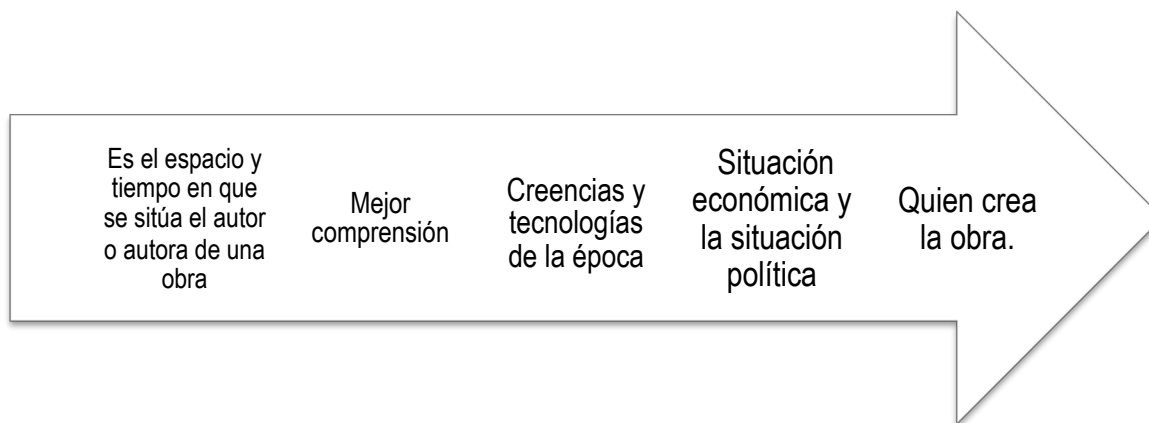 Es el espacio y
tiempo en que
se sitúa el autor
o autora de una
obra
Mejor
comprensión
Creencias y
tecnologías
de la época
Situación
económica y
la situación
política
Quien crea
la obra.